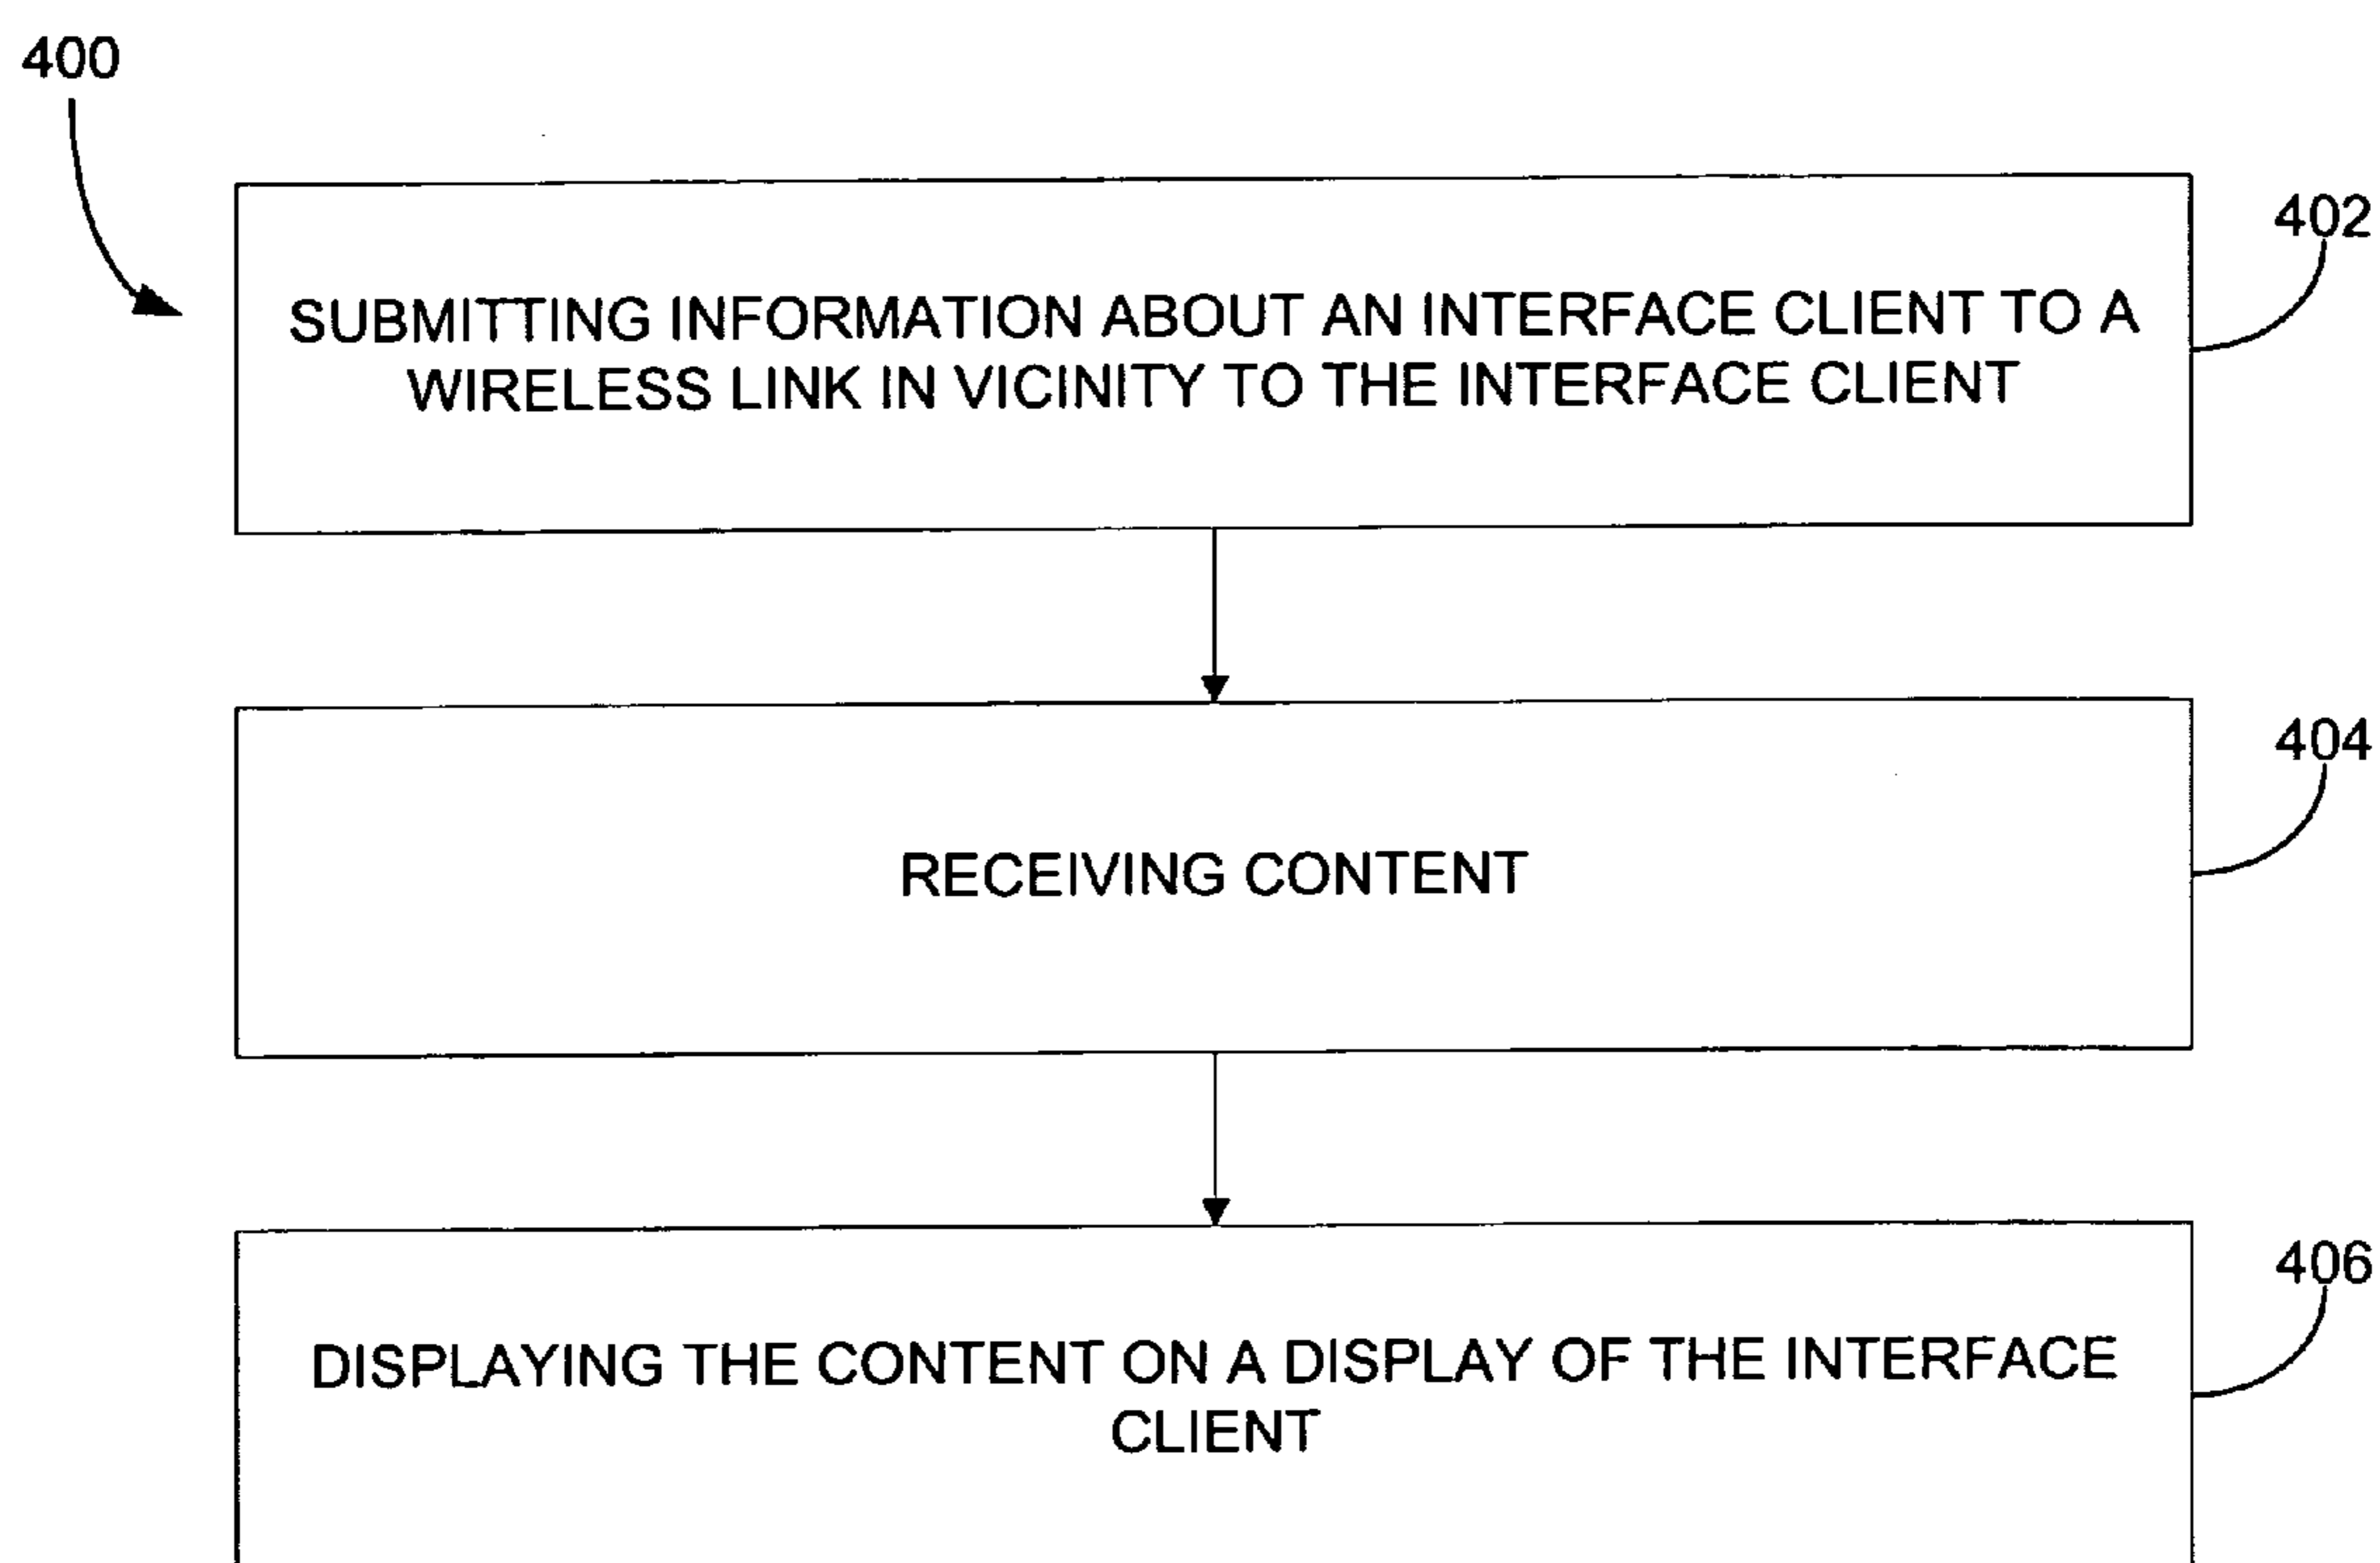 400
402
SUBMITTING INFORMATION ABOUT AN INTERFACE CLIENT TO A
WIRELESS LINK IN VICINITY TO THE INTERFACE CLIENT
404
RECEIVING CONTENT
406
DISPLAYING THE CONTENT ON A DISPLAY OF THE INTERFACE
CLIENT